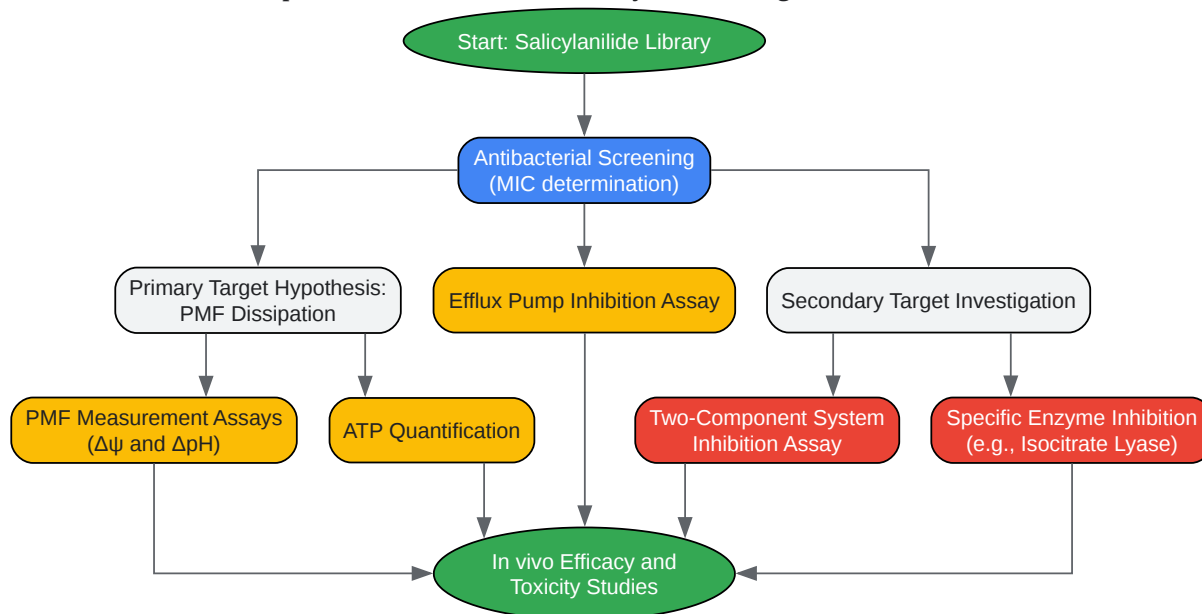 Start: Salicylanilide Library
Antibacterial Screening
(MIC determination)
Primary Target Hypothesis:
PMF Dissipation
Efflux Pump Inhibition Assay
Secondary Target Investigation
PMF Measurement Assays
(Δψ and ΔpH)
ATP Quantification
Two-Component System
Inhibition Assay
Specific Enzyme Inhibition
(e.g., Isocitrate Lyase)
In vivo Efficacy and
Toxicity Studies